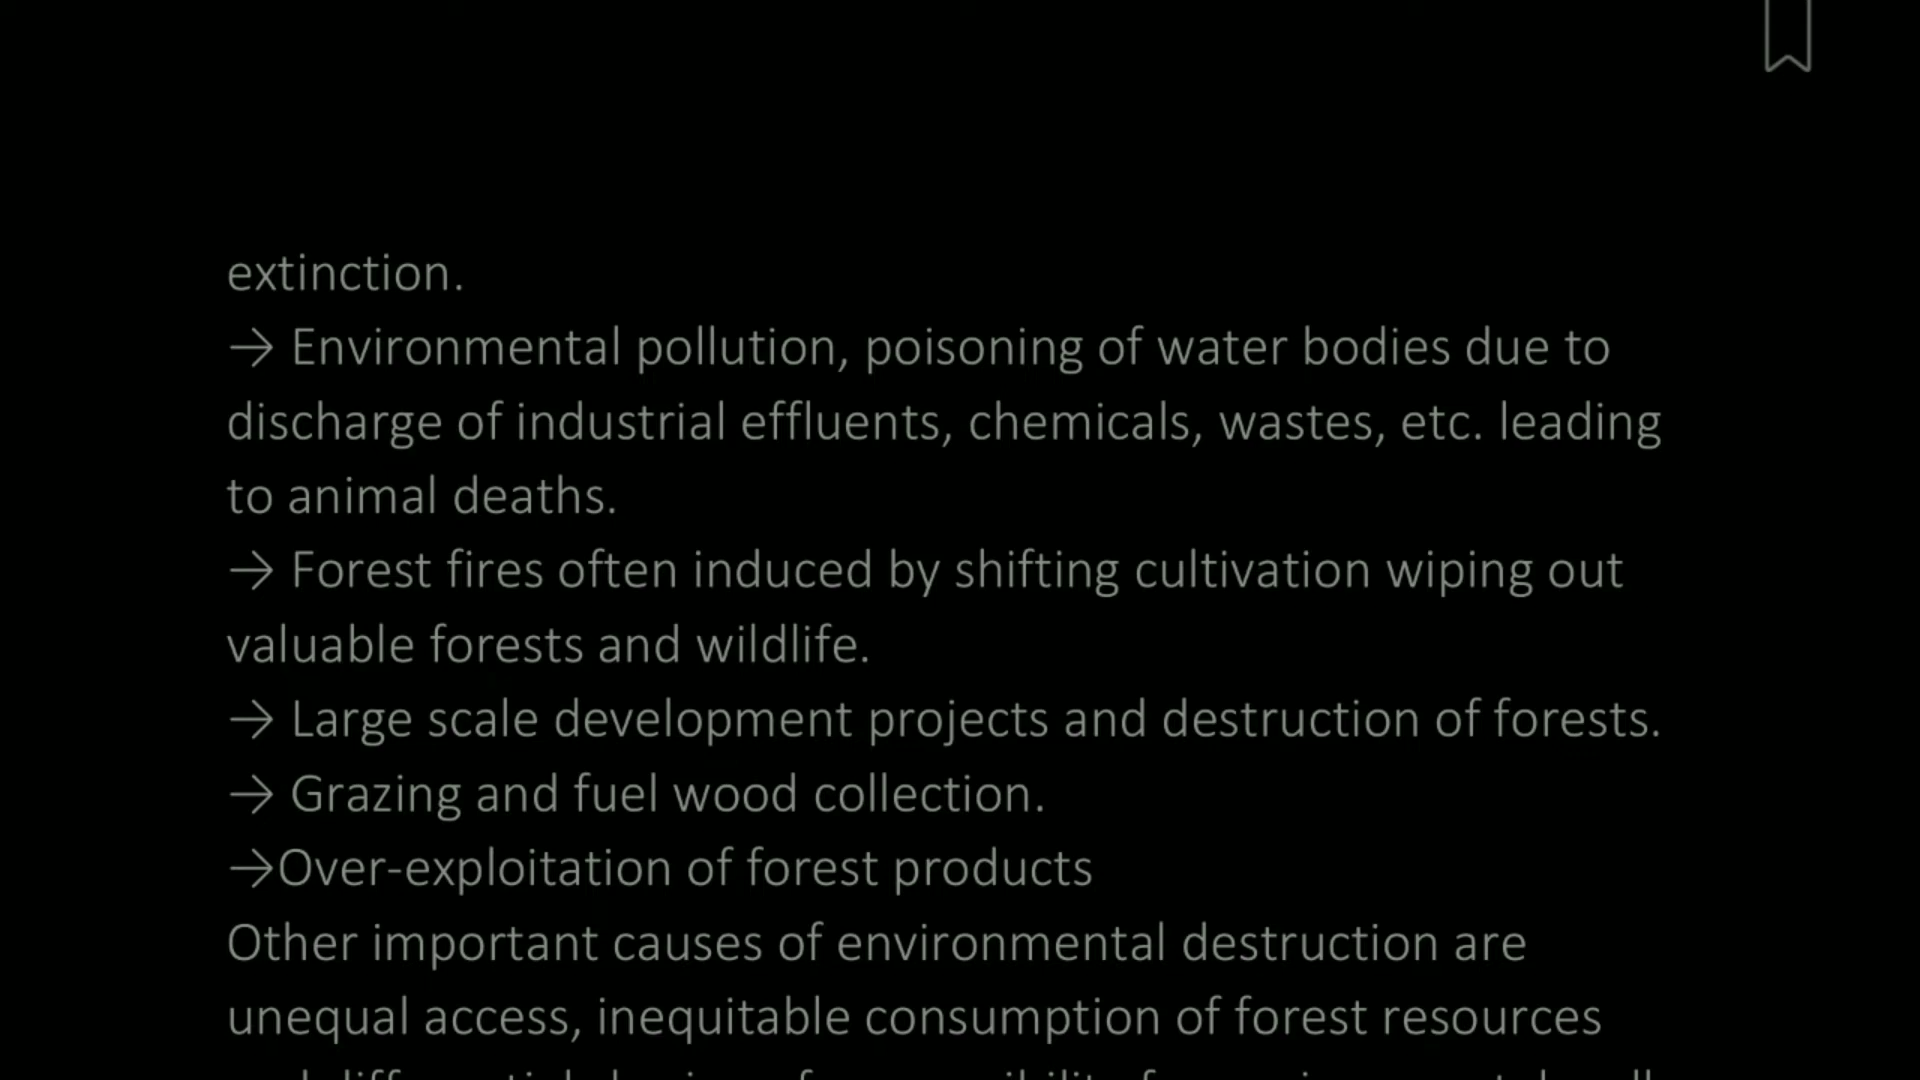 extinction.
→ Environmental pollution, poisoning of water bodies due to
discharge of industrial effluents, chemicals, wastes, etc. leading
to animal deaths.
→ Forest fires often induced by shifting cultivation wiping out
valuable forests and wildlife.
→ Large scale development projects and destruction of forests.
→ Grazing and fuel wood collection.
→Over-exploitation of forest products
Other important causes of environmental destruction are
unequal access, inequitable consumption of forest resources